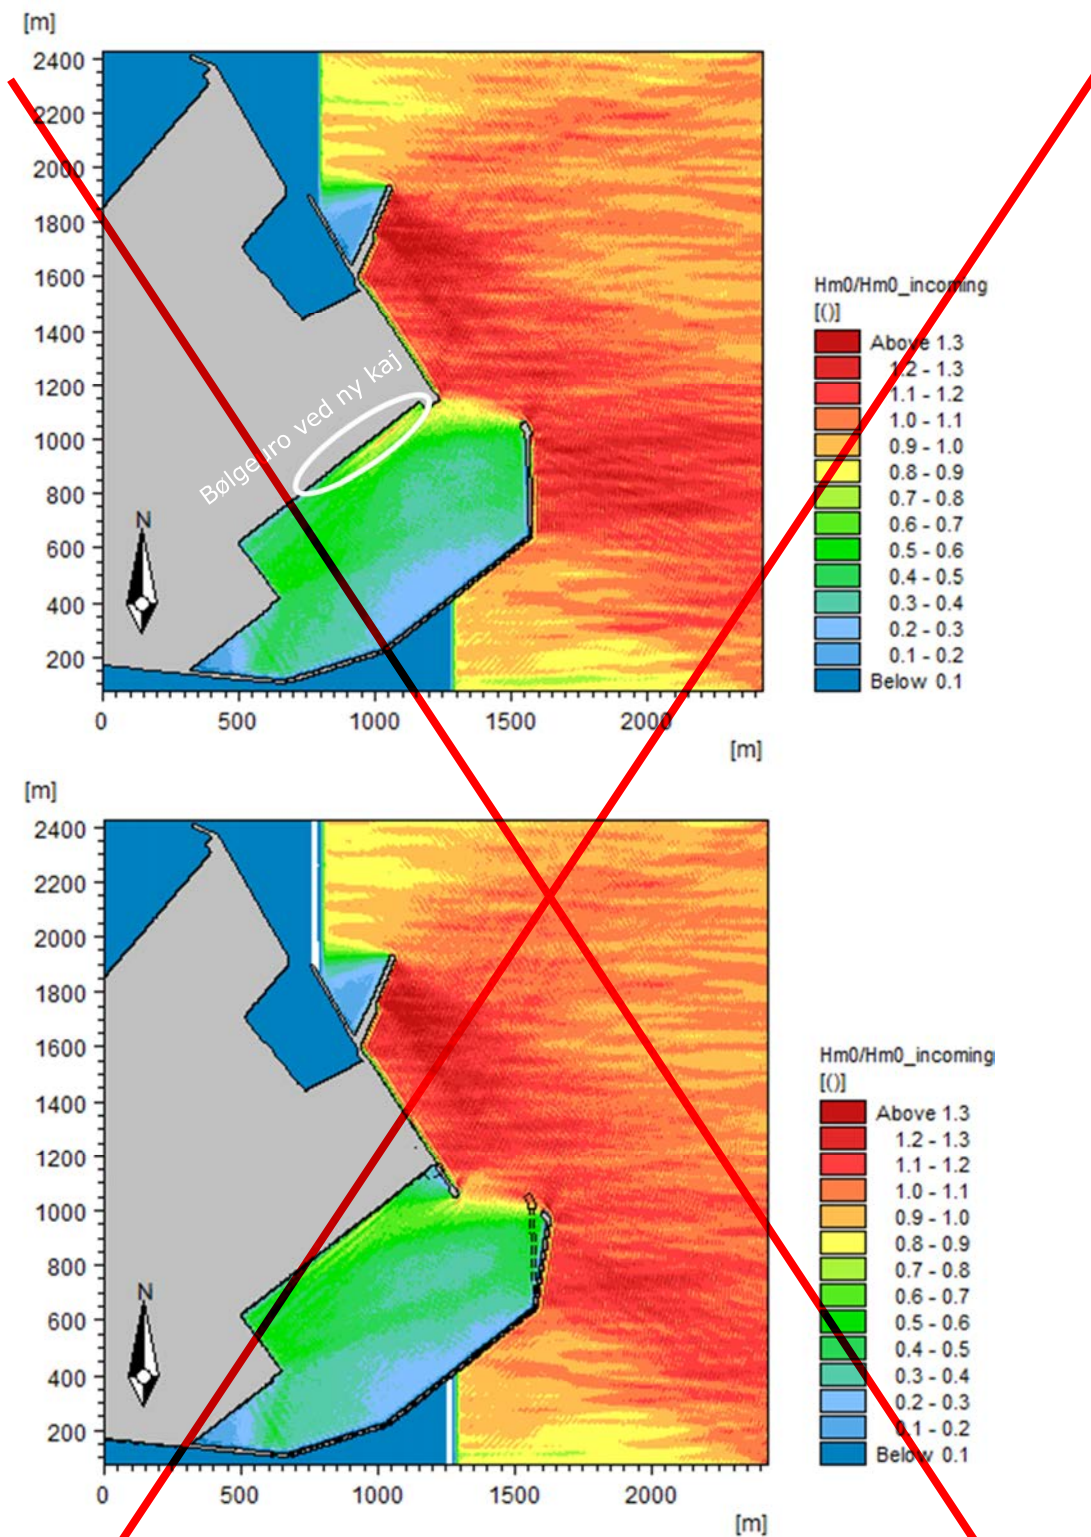 [m]
2400
2200
2000
1800
1600
1400
1200
1000
800
600
400
200
0
500
1000
1500
2000
[m]
N
Bølgeuro ved ny kaj
Hm0/Hm0_incoming
[()]
Above 1.3
1.2 - 1.3
1.1 - 1.2
1.0 - 1.1
0.9 - 1.0
0.8 - 0.9
0.7 - 0.8
0.6 - 0.7
0.5 - 0.6
0.4 - 0.5
0.3 - 0.4
0.2 - 0.3
0.1 - 0.2
Below 0.1
[m]
2400
2200
2000
1800
1600
1400
1200
1000
800
600
400
200
0
500
1000
1500
2000
[m]
N
Hm0/Hm0_incoming
[()]
Above 1.3
1.2 - 1.3
1.1 - 1.2
1.0 - 1.1
0.9 - 1.0
0.8 - 0.9
0.7 - 0.8
0.6 - 0.7
0.5 - 0.6
0.4 - 0.5
0.3 - 0.4
0.2 - 0.3
0.1 - 0.2
Below 0.1